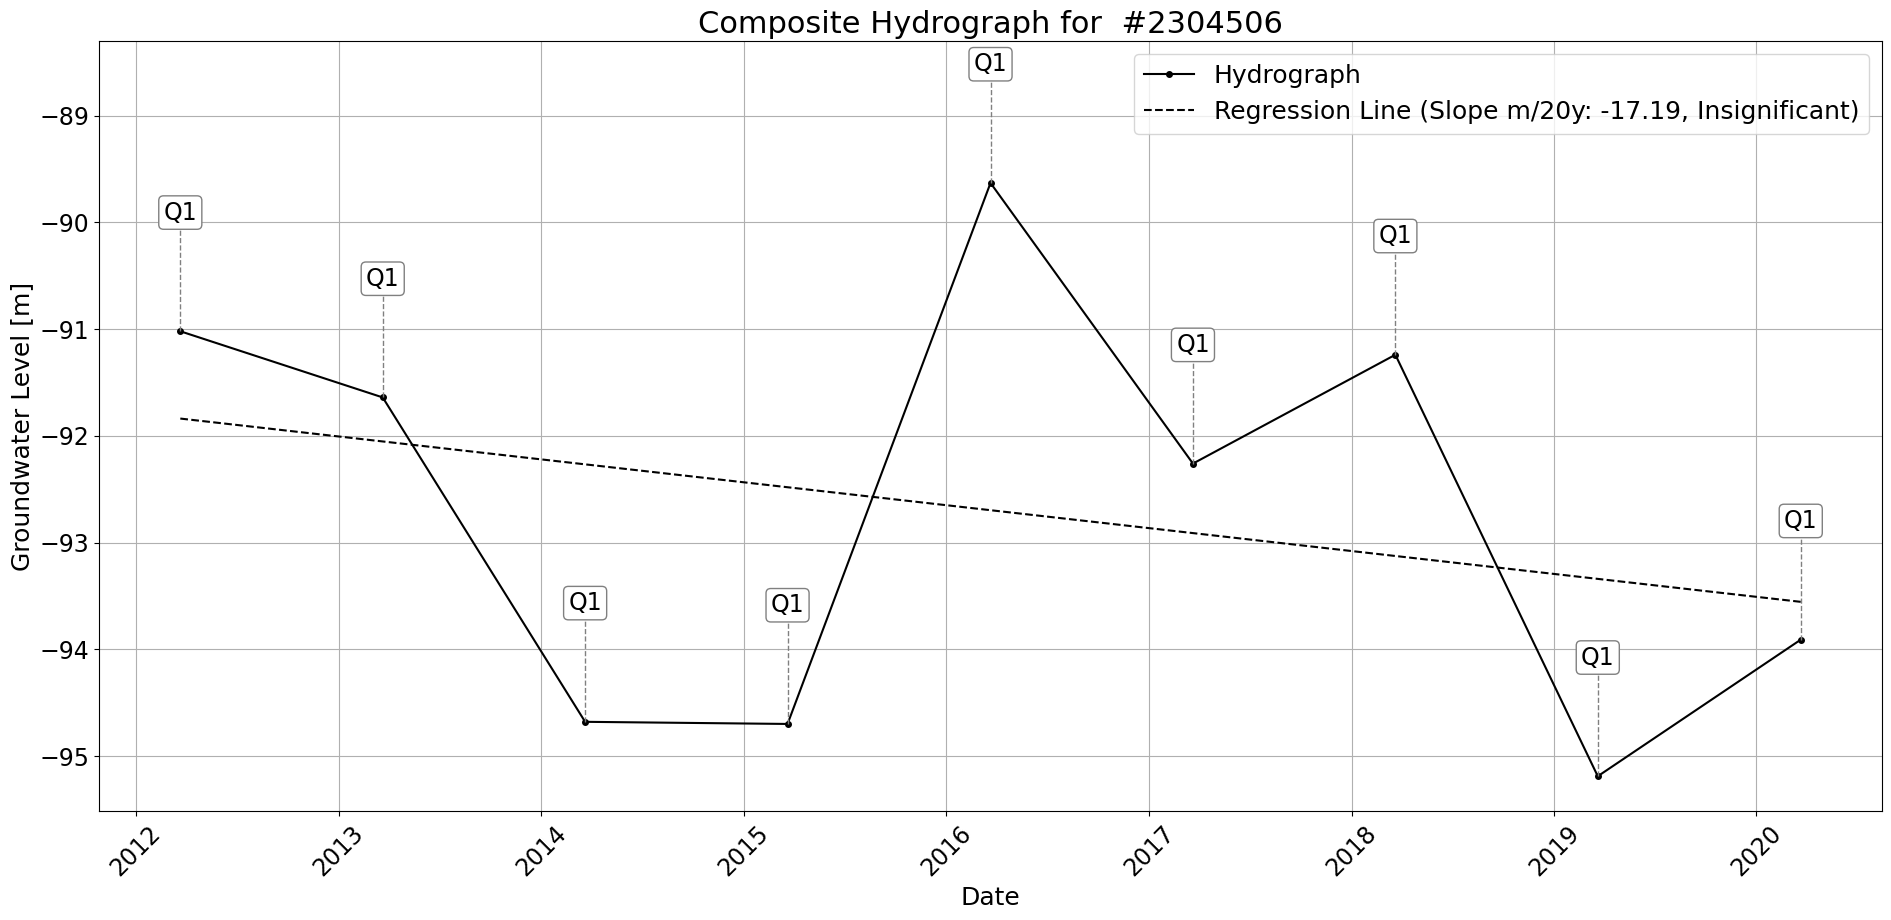 Composite Hydrograph for  #2304506
Hydrograph
Regression Line (Slope m/20y: -17.19, Insignificant)
Q1
Q1
Q1
Q1
Q1
Q1
Q1
Q1
Q1
Groundwater Level [m]
−89
−90
−91
−92
−93
−94
−95
2012
2013
2014
2015
2016
2017
2018
2019
2020
Date